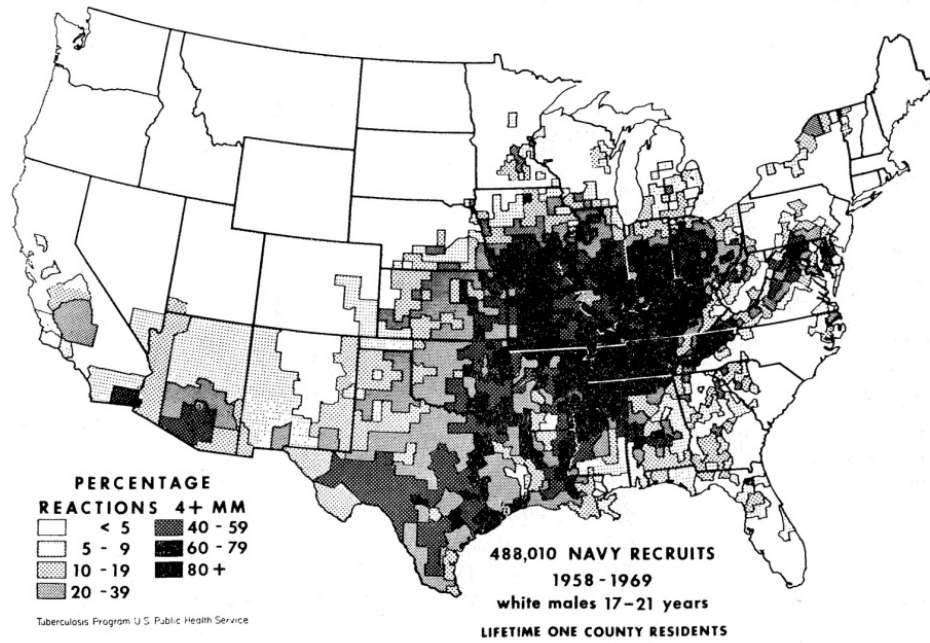 PERCENTAGE
REACTIONS 4+ MM
< 5
5 - 9
10 - 19
20 - 39
40 - 59
60 - 79
80 +
Tuberculosis Program U.S. Public Health Service
488,010 NAVY RECRUITS
1958 - 1969
white males 17-21 years
LIFETIME ONE COUNTY RESIDENTS